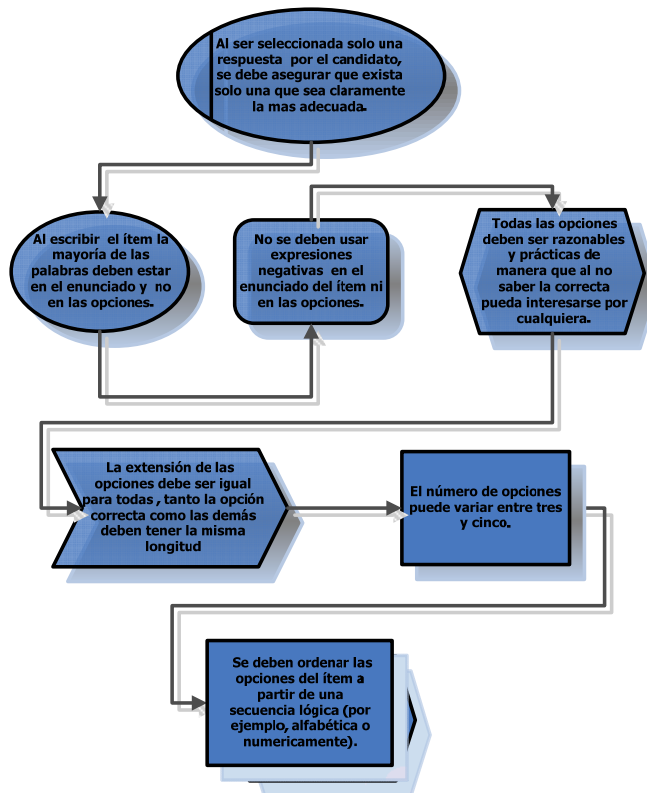 Al ser seleccionada solo una
respuesta por el candidato,
se debe asegurar que exista
solo una que sea claramente
la mas adecuada.
Al escribir el ítem la
mayoría de las
palabras deben estar
en el enunciado y no
en las opciones.
No se deben usar
expresiones
negativas en el
enunciado del ítem ni
en las opciones.
Todas las opciones
deben ser razonables
y prácticas de
manera que al no
saber la correcta
pueda interesarse por
cualquiera.
La extensión de las
opciones debe ser igual
para todas , tanto la opción
correcta como las demás
deben tener la misma
longitud
El número de opciones
puede variar entre tres
y cinco.
Se deben ordenar las
opciones del ítem a
partir de una
secuencia lógica (por
ejemplo, alfabética o
numericamente).